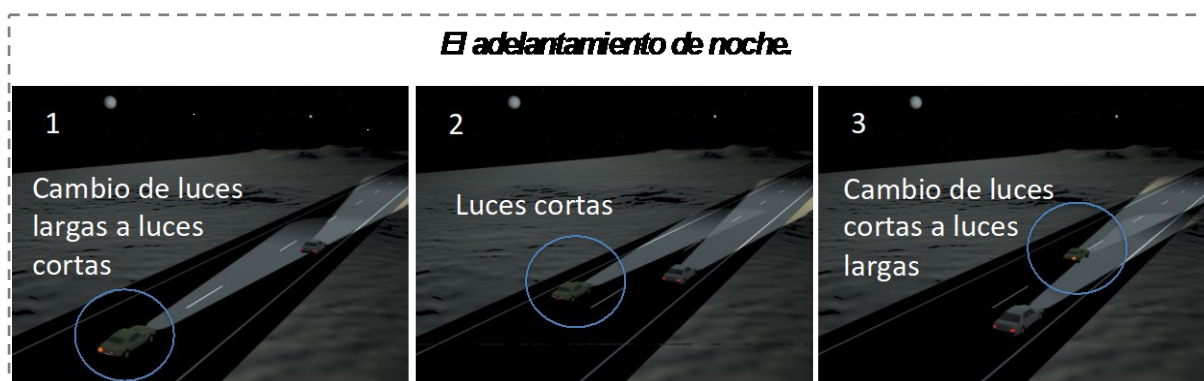 El adelantamiento de noche.
1
Cambio de luces
largas a luces
cortas
2
Luces cortas
3
Cambio de luces
cortas a luces
largas